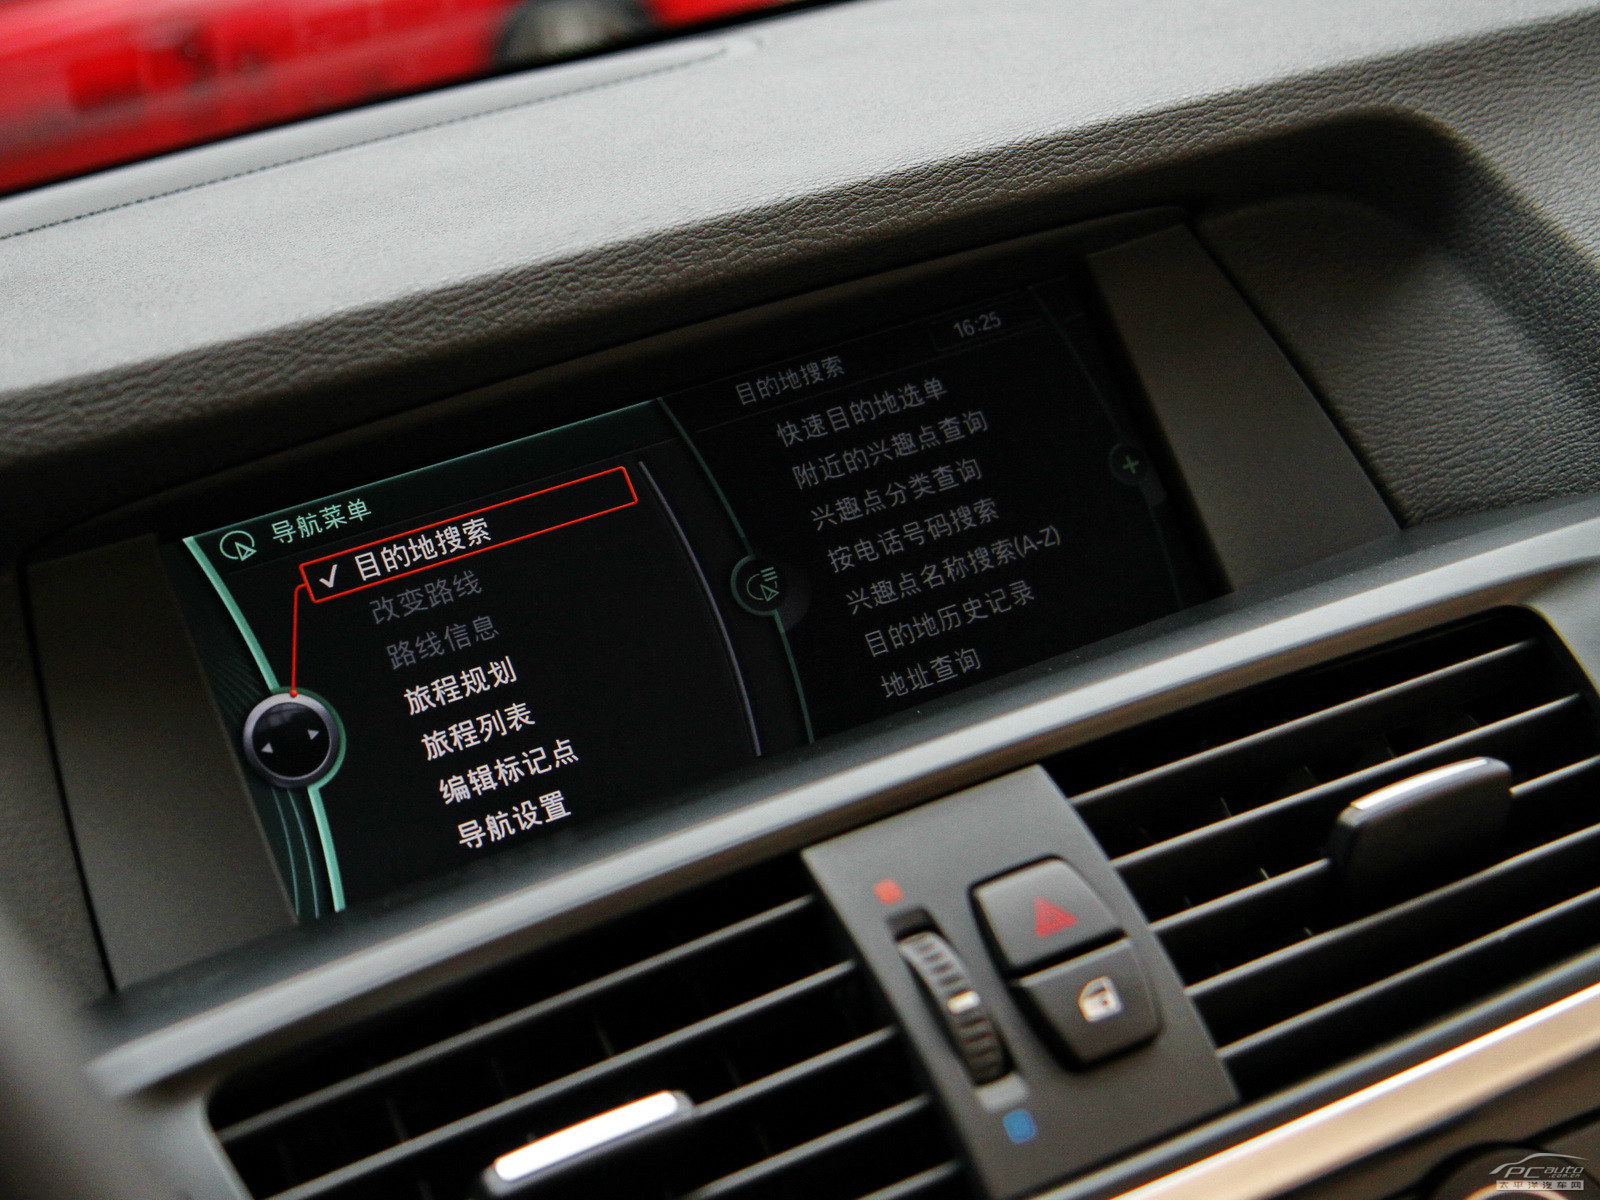 导航菜单
✓ 目的地搜索
改变路线
路线信息
旅程规划
旅程列表
编辑标记点
导航设置
16:25
目的地搜索
快速目的地选单
附近的兴趣点查询
兴趣点分类查询
按电话号码搜索
兴趣点名称搜索(A-Z)
目的地历史记录
地址查询
PCauto
.com.cn
太平洋汽车网